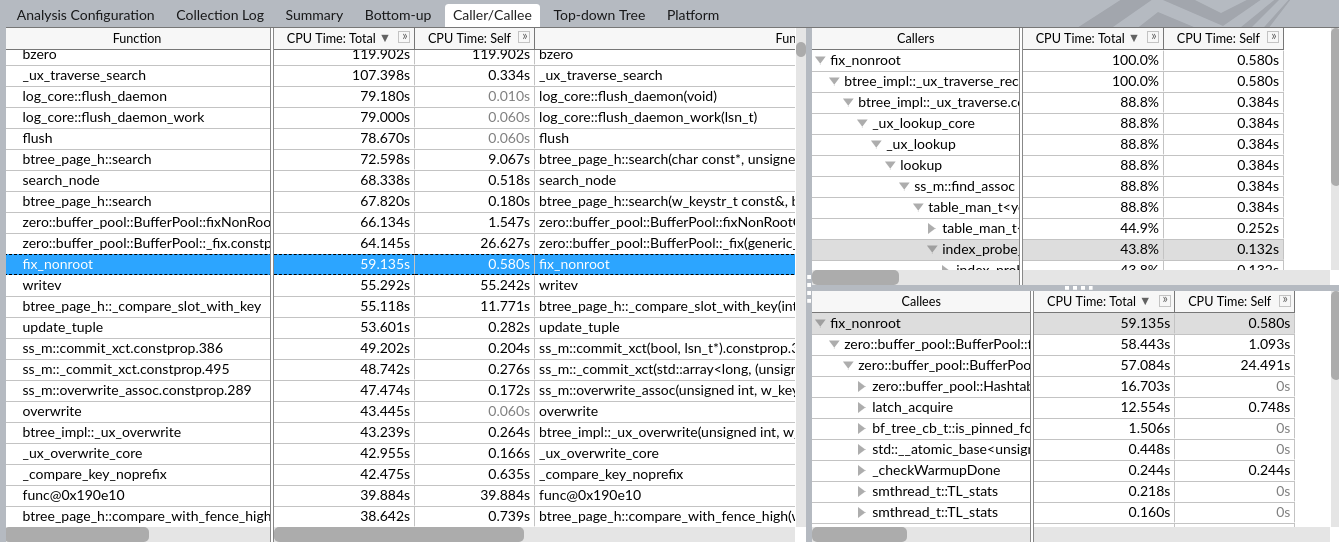 Analysis Configuration Collection Log Summary Bottom-up Caller/Callee Top-down Tree Platform
Function CPU Time: Total ▼ » CPU Time: Self » Fun
bzero 119.902s 119.902s bzero
_ux_traverse_search 107.398s 0.334s _ux_traverse_search
log_core::flush_daemon 79.180s 0.010s log_core::flush_daemon(void)
log_core::flush_daemon_work 79.000s 0.060s log_core::flush_daemon_work(lsn_t)
flush 78.670s 0.060s flush
btree_page_h::search 72.598s 9.067s btree_page_h::search(char const*, unsigne
search_node 68.338s 0.518s search_node
btree_page_h::search 67.820s 0.180s btree_page_h::search(w_keystr_t const&, b
zero::buffer_pool::BufferPool::fixNonRoo 66.134s 1.547s zero::buffer_pool::BufferPool::fixNonRoot(
zero::buffer_pool::BufferPool::_fix.constp 64.145s 26.627s zero::buffer_pool::BufferPool::_fix(generic_
fix_nonroot 59.135s 0.580s fix_nonroot
writev 55.292s 55.242s writev
btree_page_h::_compare_slot_with_key 55.118s 11.771s btree_page_h::_compare_slot_with_key(int
update_tuple 53.601s 0.282s update_tuple
ss_m::commit_xct.constprop.386 49.202s 0.204s ss_m::commit_xct(bool, lsn_t*).constprop.3
ss_m::_commit_xct.constprop.495 48.742s 0.276s ss_m::_commit_xct(std::array<long, (unsign
ss_m::overwrite_assoc.constprop.289 47.474s 0.172s ss_m::overwrite_assoc(unsigned int, w_key
overwrite 43.445s 0.060s overwrite
btree_impl::_ux_overwrite 43.239s 0.264s btree_impl::_ux_overwrite(unsigned int, w_
_ux_overwrite_core 42.955s 0.166s _ux_overwrite_core
_compare_key_noprefix 42.475s 0.635s _compare_key_noprefix
func@0x190e10 39.884s 39.884s func@0x190e10
btree_page_h::compare_with_fence_high 38.642s 0.739s btree_page_h::compare_with_fence_high(w
Callers CPU Time: Total ▼ » CPU Time: Self »
fix_nonroot 100.0% 0.580s
btree_impl::_ux_traverse_rec 100.0% 0.580s
btree_impl::_ux_traverse.co 88.8% 0.384s
_ux_lookup_core 88.8% 0.384s
_ux_lookup 88.8% 0.384s
lookup 88.8% 0.384s
ss_m::find_assoc 88.8% 0.384s
table_man_t<y 88.8% 0.384s
table_man_t 44.9% 0.252s
index_probe_ 43.8% 0.132s
index_prob 43.8% 0.132s
Callees CPU Time: Total ▼ » CPU Time: Self »
fix_nonroot 59.135s 0.580s
zero::buffer_pool::BufferPool::f 58.443s 1.093s
zero::buffer_pool::BufferPoo 57.084s 24.491s
zero::buffer_pool::Hashtab 16.703s 0s
latch_acquire 12.554s 0.748s
bf_tree_cb_t::is_pinned_fo 1.506s 0s
std::__atomic_base<unsign 0.448s 0s
_checkWarmupDone 0.244s 0.244s
smthread_t::TL_stats 0.218s 0s
smthread_t::TL_stats 0.160s 0s